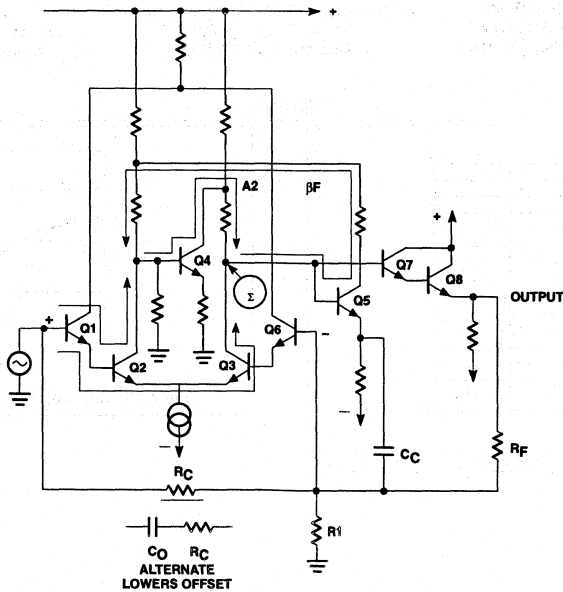 +
A2
βF
+
Q4
Q7
Q8
Σ
Q5
OUTPUT
+
Q1
Q6
−
Q2
Q3
−
−
CC
RF
RC
R1
CO
RC
ALTERNATE
LOWERS OFFSET